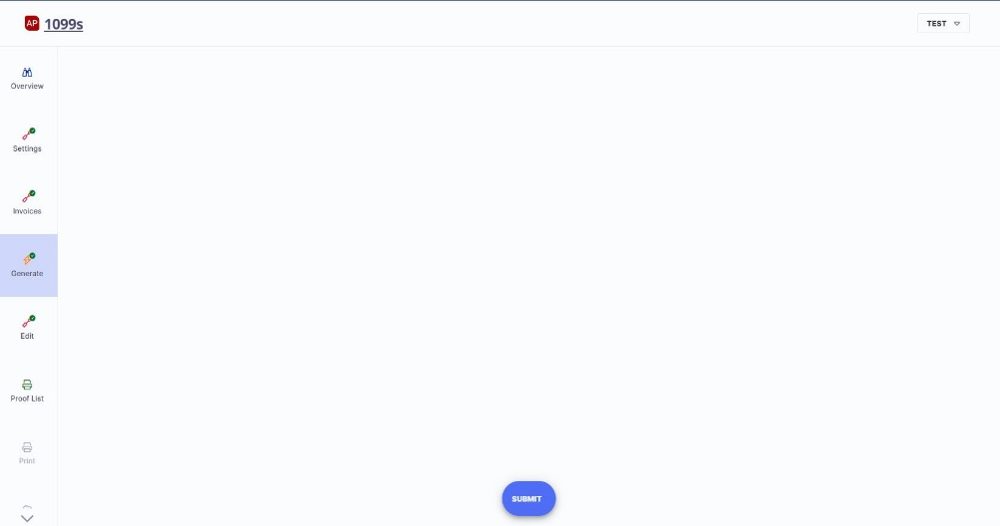 AP 1099s
TEST
Overview
Settings
Invoices
Generate
Edit
Proof List
Print
SUBMIT